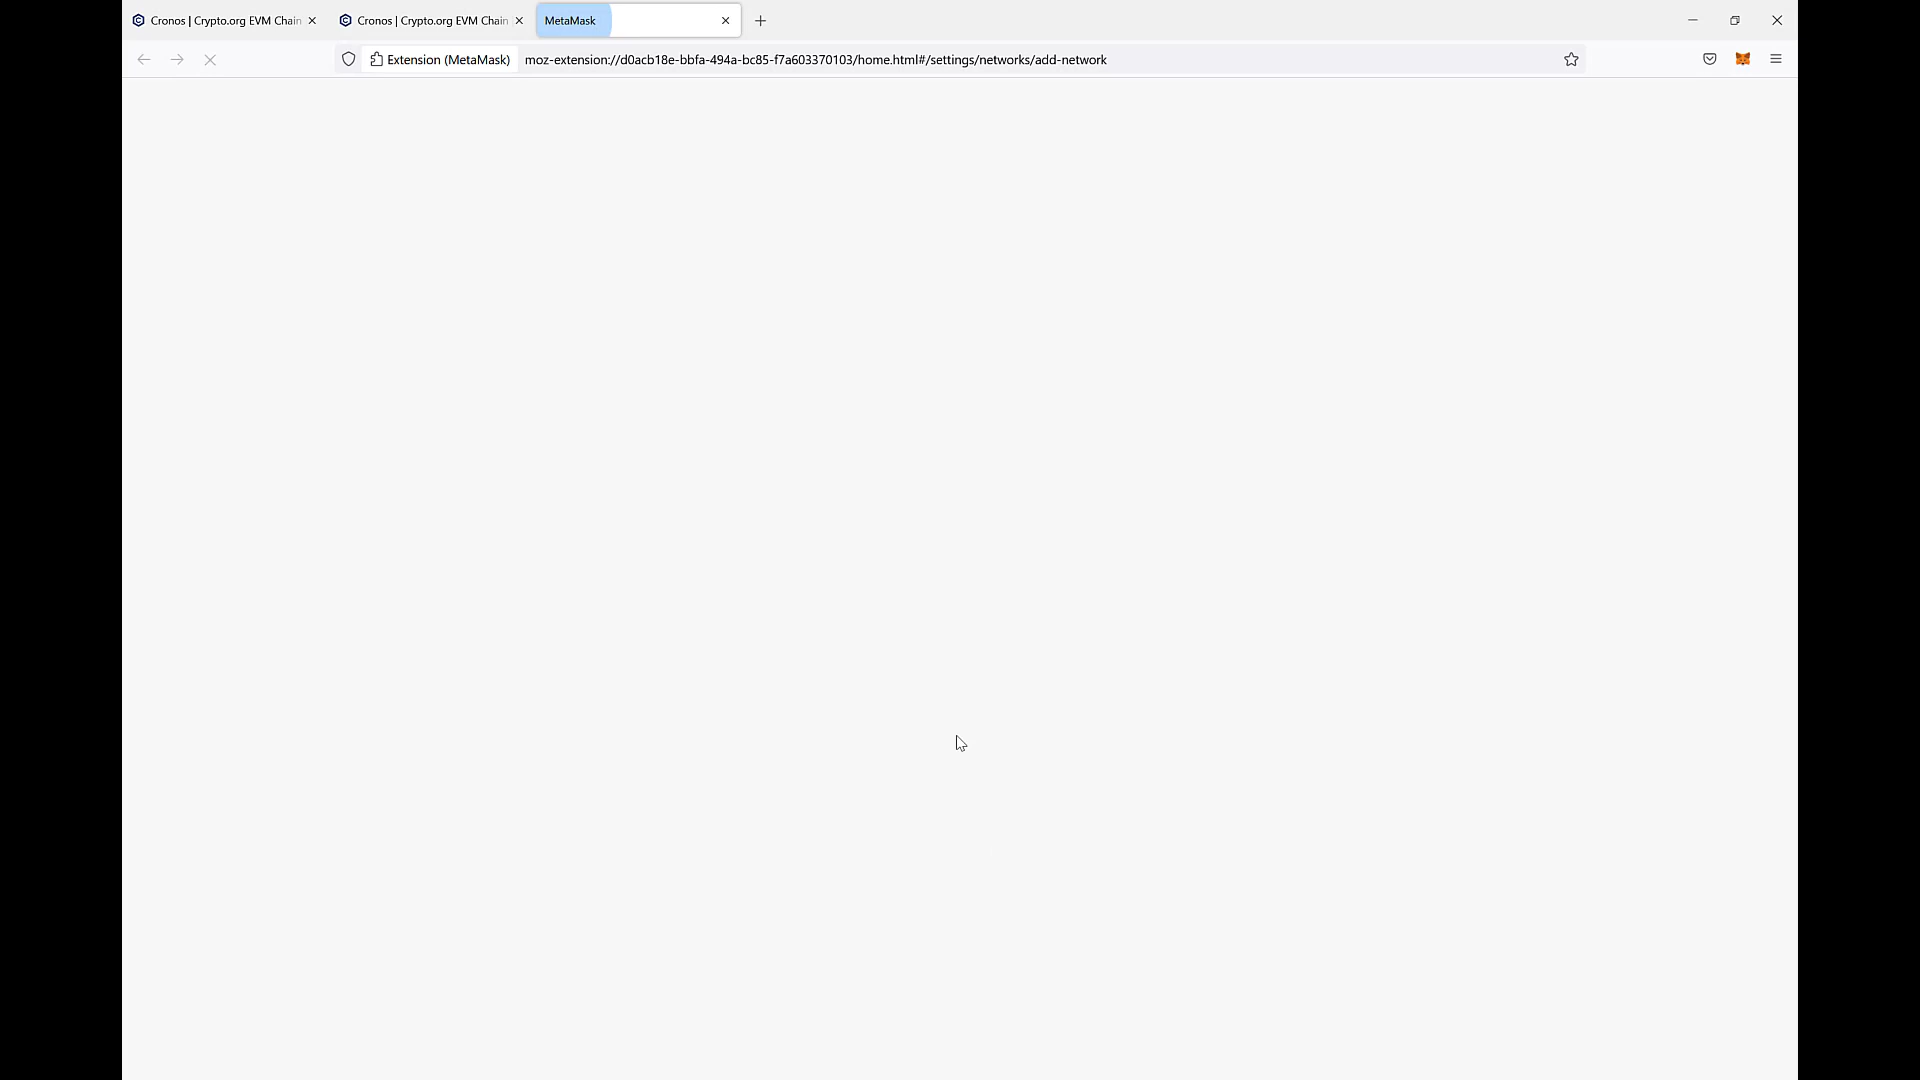 Cronos | Crypto.org EVM Chain
Cronos | Crypto.org EVM Chain
MetaMask
Extension (MetaMask)
moz-extension://d0acb18e-bbfa-494a-bc85-f7a603370103/home.html#/settings/networks/add-network